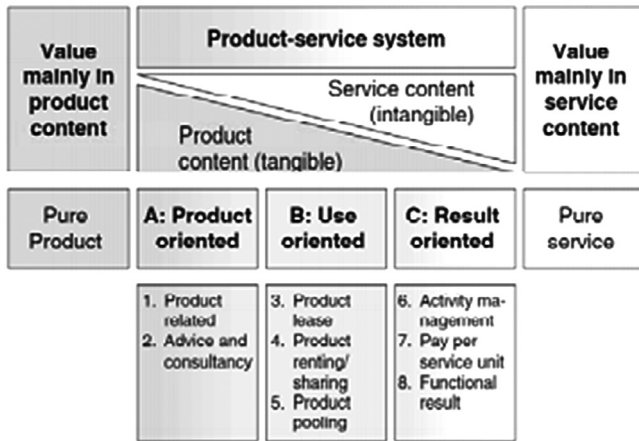 Value
mainly in
product
content
Product-service system
Service content
(intangible)
Product
content (tangible)
Value
mainly in
service
content
Pure
Product
A: Product
oriented
B: Use
oriented
C: Result
oriented
Pure
service
1. Product
related
2. Advice and
consultancy
3. Product
lease
4. Product
renting/
sharing
5. Product
pooling
6. Activity ma-
nagement
7. Pay per
service unit
8. Functional
result